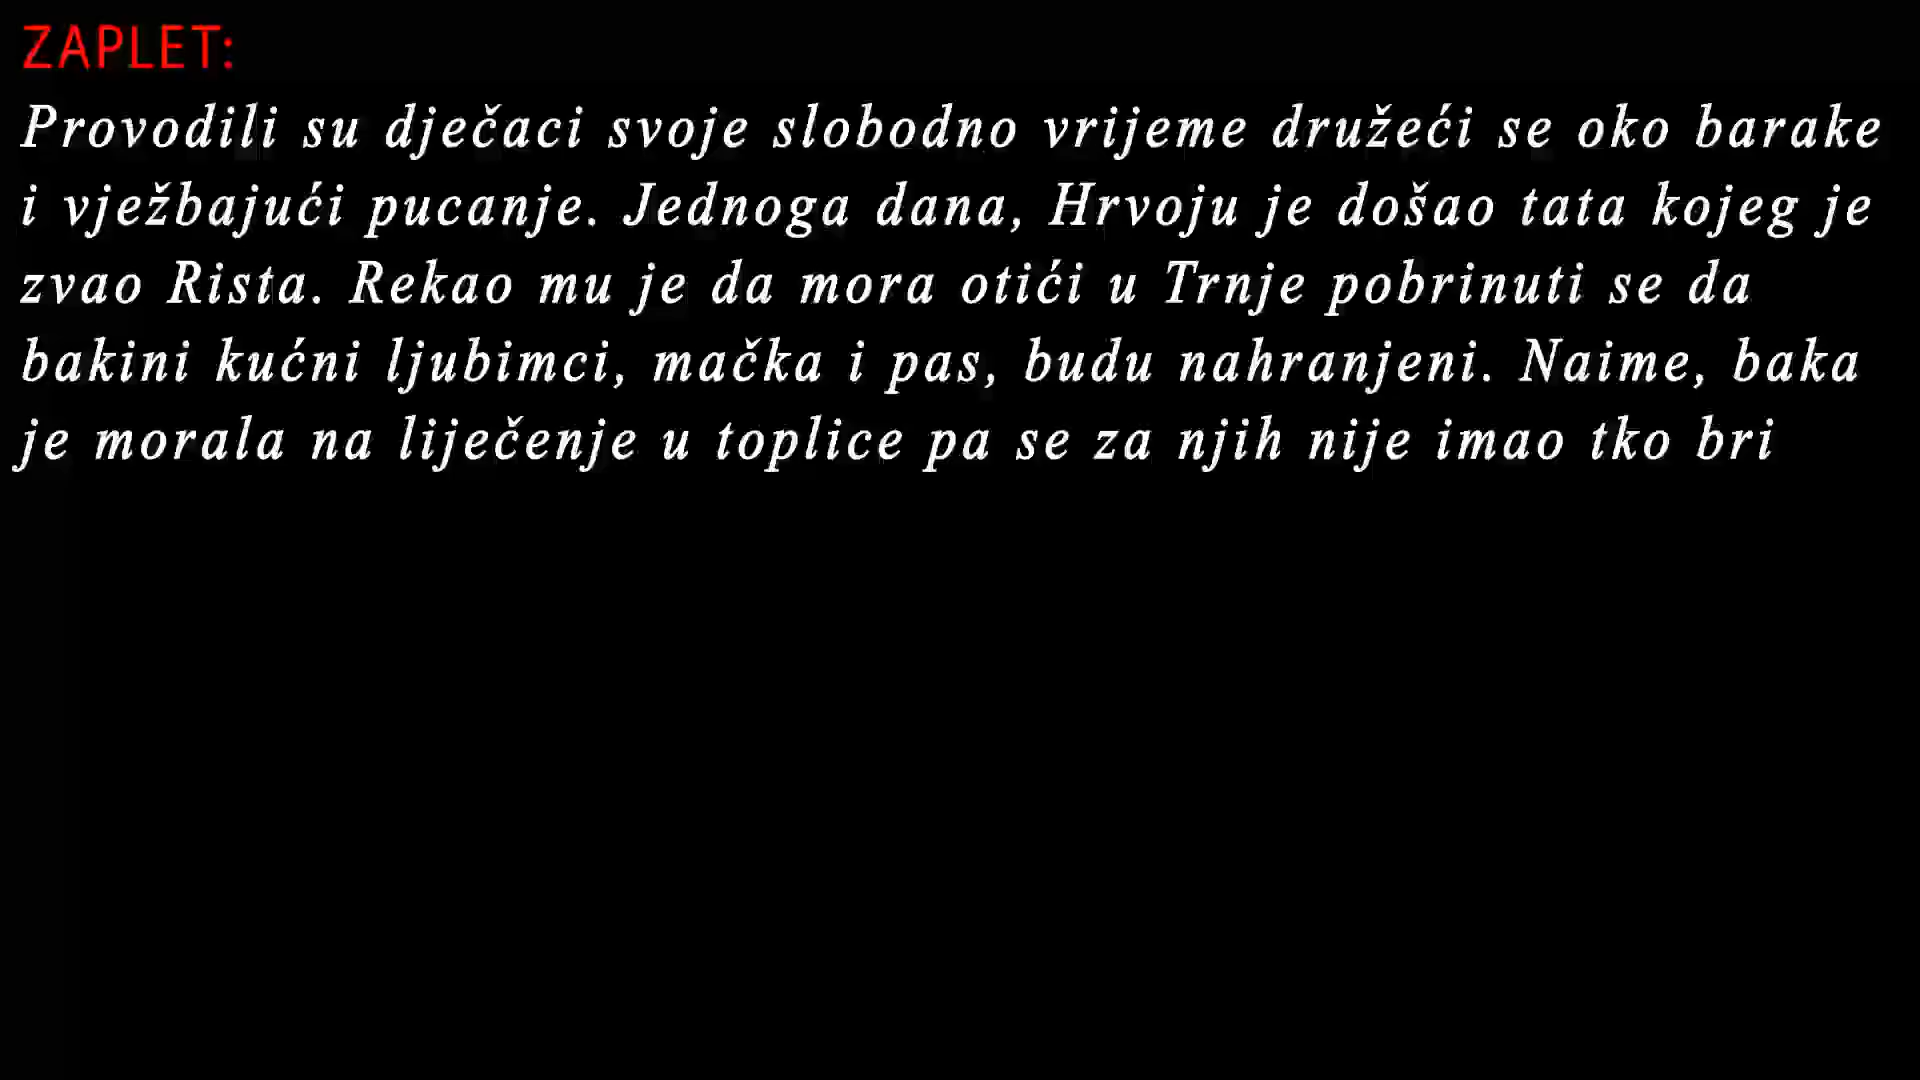 ZAPLET:
Provodili su dječaci svoje slobodno vrijeme družeći se oko barake
i vježbajući pucanje. Jednoga dana, Hrvoju je došao tata kojeg je
zvao Rista. Rekao mu je da mora otići u Trnje pobrinuti se da
bakini kućni ljubimci, mačka i pas, budu nahranjeni. Naime, baka
je morala na liječenje u toplice pa se za njih nije imao tko bri